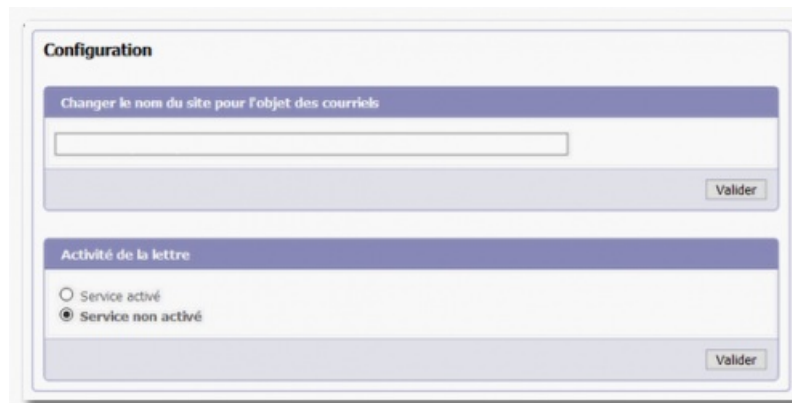 Configuration
Changer le nom du site pour l'objet des courriels
Valider
Activité de la lettre
Service activé
Service non activé
Valider